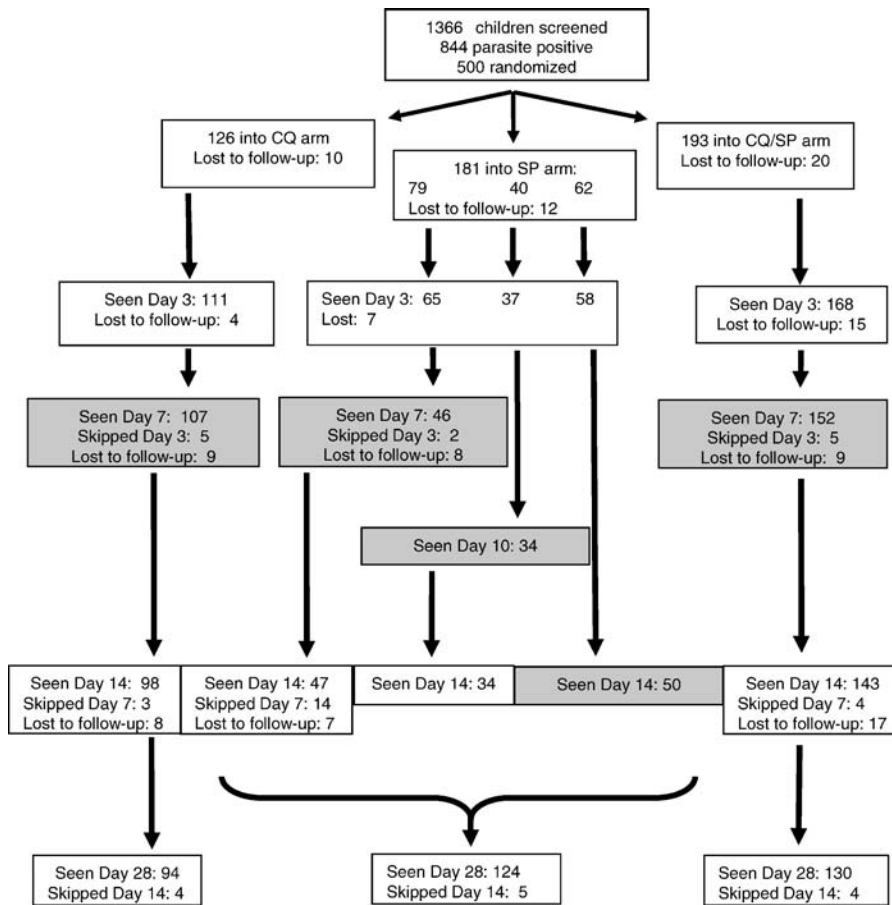 1366 children screened
844 parasite positive
500 randomized
126 into CQ arm
Lost to follow-up: 10
181 into SP arm:
79 40 62
Lost to follow-up: 12
193 into CQ/SP arm
Lost to follow-up: 20
Seen Day 3: 111
Lost to follow-up: 4
Seen Day 3: 65 37 58
Lost: 7
Seen Day 3: 168
Lost to follow-up: 15
Seen Day 7: 107
Skipped Day 3: 5
Lost to follow-up: 9
Seen Day 7: 46
Skipped Day 3: 2
Lost to follow-up: 8
Seen Day 7: 152
Skipped Day 3: 5
Lost to follow-up: 9
Seen Day 10: 34
Seen Day 14: 98
Skipped Day 7: 3
Lost to follow-up: 8
Seen Day 14: 47
Skipped Day 7: 14
Lost to follow-up: 7
Seen Day 14: 34
Seen Day 14: 50
Seen Day 14: 143
Skipped Day 7: 4
Lost to follow-up: 17
Seen Day 28: 94
Skipped Day 14: 4
Seen Day 28: 124
Skipped Day 14: 5
Seen Day 28: 130
Skipped Day 14: 4